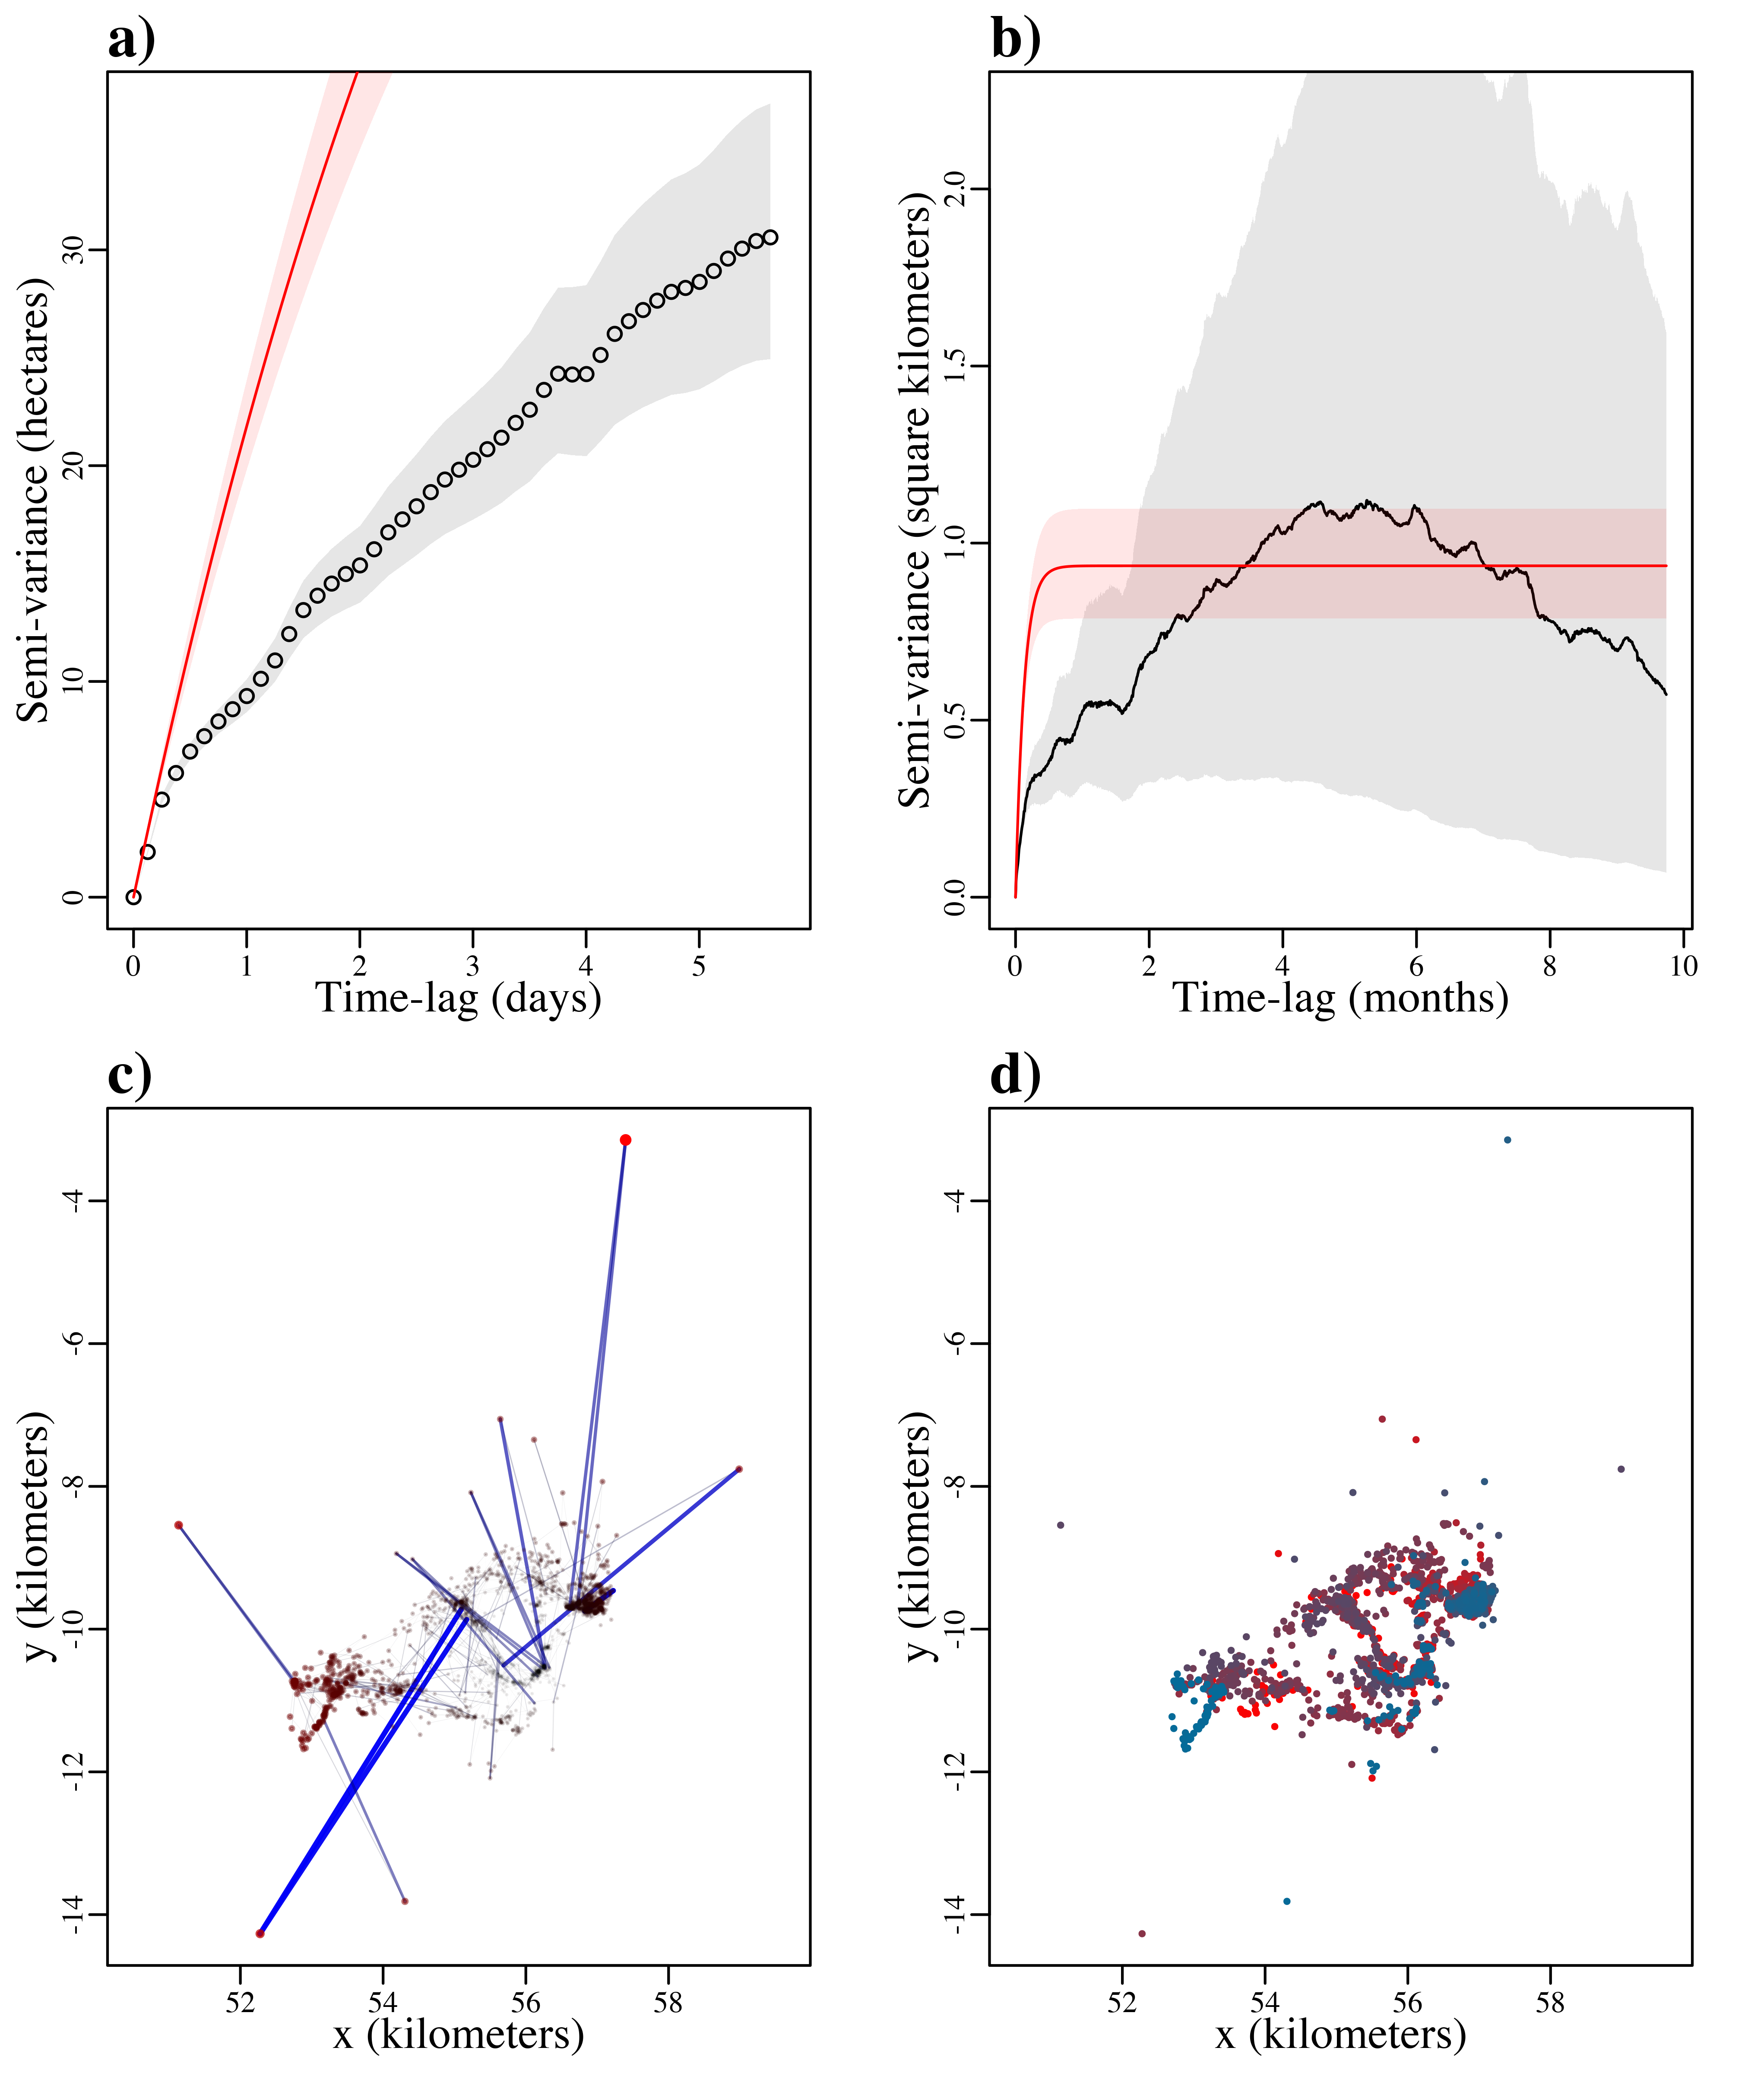 a)
Semi-variance (hectares)
0 10 20 30
0 1 2 3 4 5
Time-lag (days)
b)
Semi-variance (square kilometers)
0.0 0.5 1.0 1.5 2.0
0 2 4 6 8 10
Time-lag (months)
c)
y (kilometers)
-14 -12 -10 -8 -6 -4
52 54 56 58
x (kilometers)
d)
y (kilometers)
-14 -12 -10 -8 -6 -4
52 54 56 58
x (kilometers)